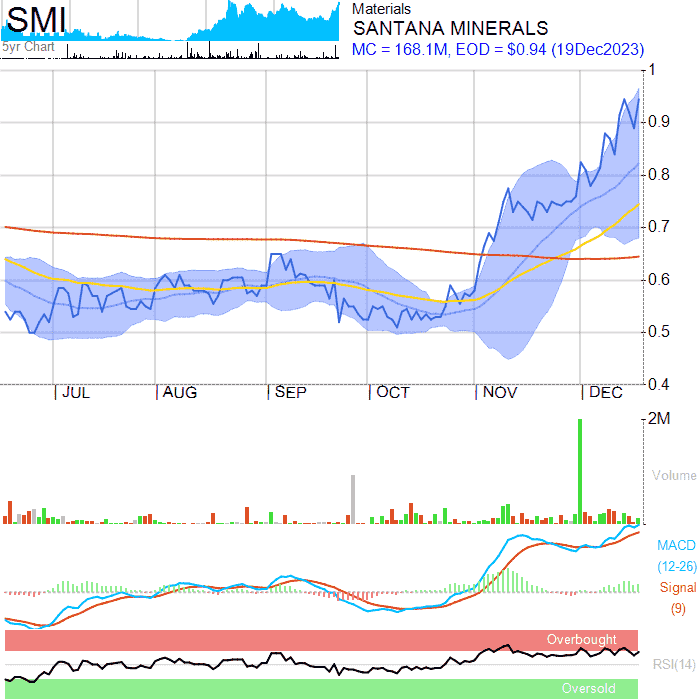 SMI
5yr Chart
Materials
SANTANA MINERALS
MC = 168.1M, EOD = $0.94 (19Dec2023)
1
0.9
0.8
0.7
0.6
0.5
0.4
JUL AUG SEP OCT NOV DEC
2M
Volume
MACD
(12-26)
Signal
(9)
Overbought
RSI(14)
Oversold